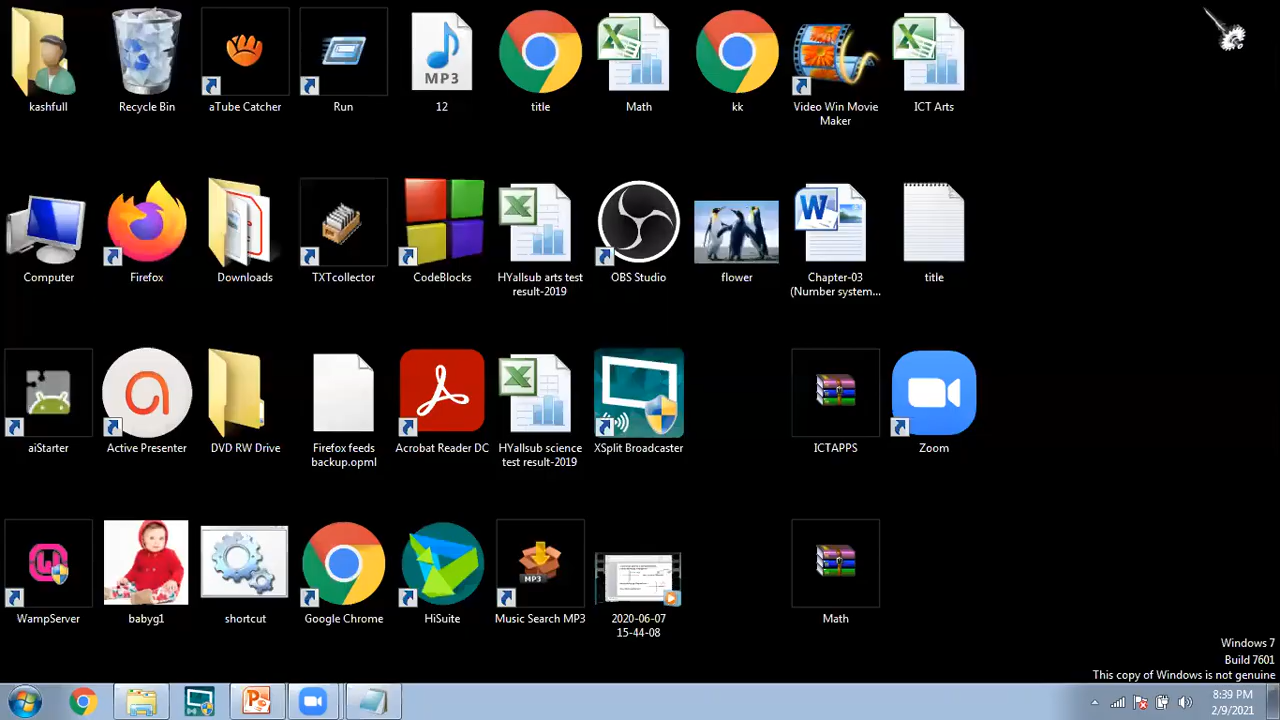 kashfull
Recycle Bin
aTube Catcher
Run
MP3
12
title
Math
kk
Video Win Movie
Maker
ICT Arts
Computer
Firefox
Downloads
TXTcollector
CodeBlocks
HYallsub arts test
result-2019
OBS Studio
flower
Chapter-03
(Number system...
title
aiStarter
Active Presenter
DVD RW Drive
Firefox feeds
backup.opml
Acrobat Reader DC
HYallsub science
test result-2019
XSplit Broadcaster
ICTAPPS
Zoom
WampServer
babyg1
shortcut
Google Chrome
HiSuite
MP3
Music Search MP3
2020-06-07
15-44-08
Math
Windows 7
Build 7601
This copy of Windows is not genuine
8:39 PM
2/9/2021